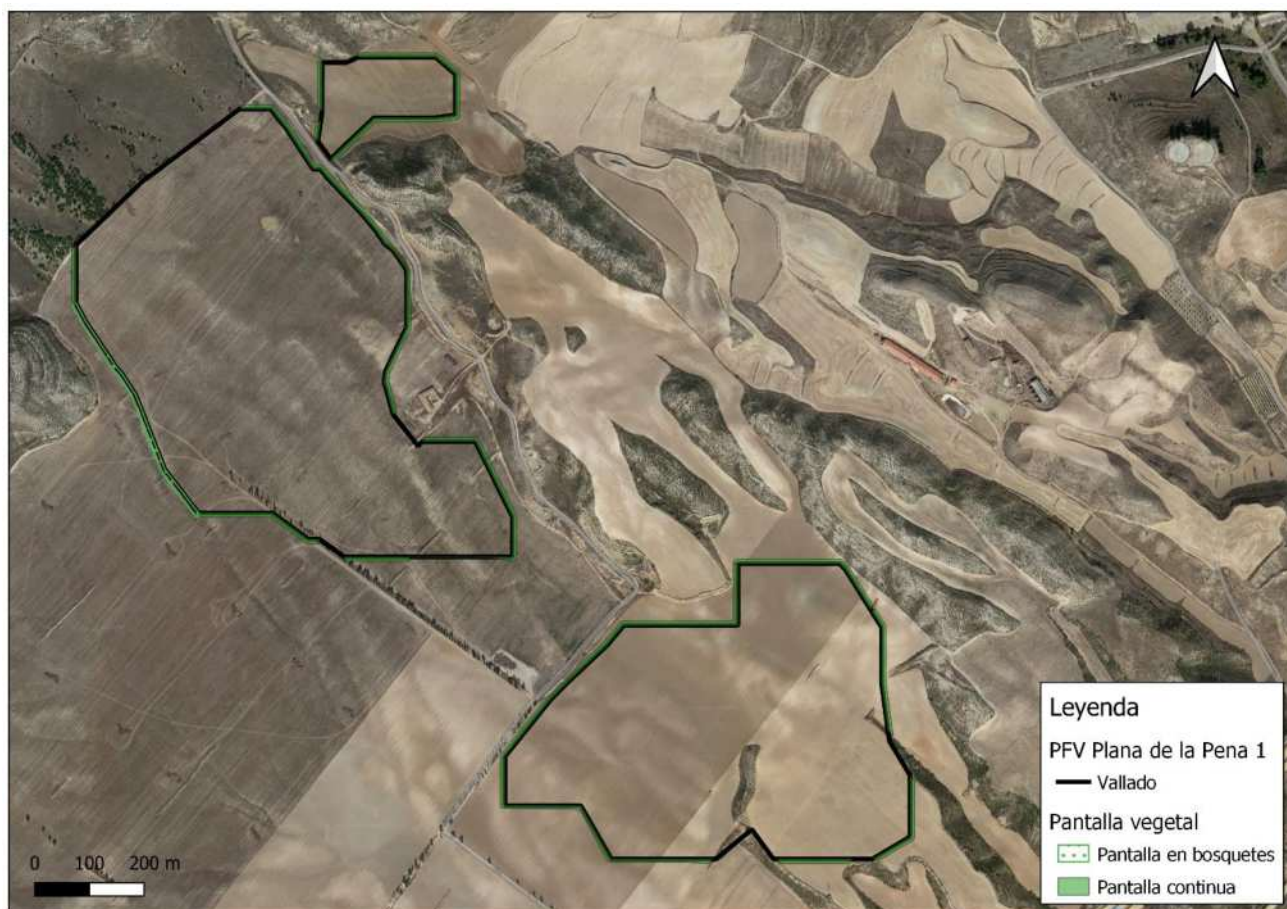 Leyenda
PFV Plana de la Pena 1
Vallado
Pantalla vegetal
Pantalla en bosquetes
Pantalla continua
0 100 200 m